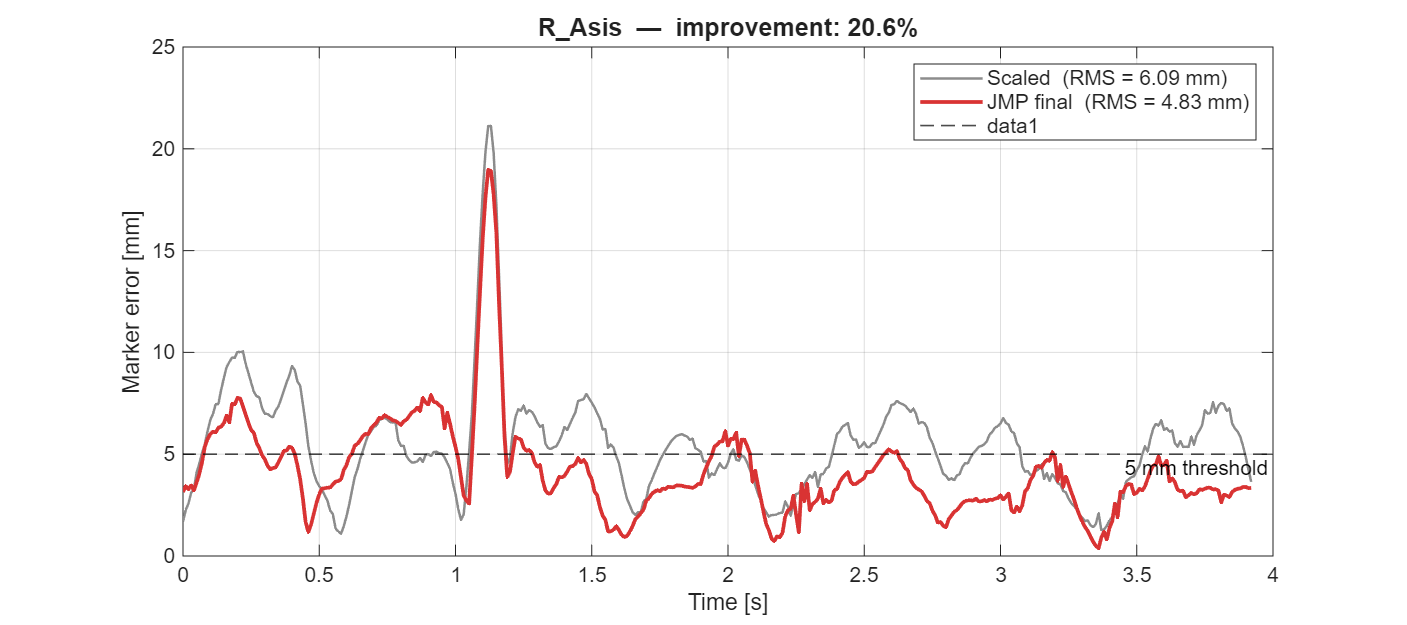 R_Asis — improvement: 20.6%
25
20
15
10
5
0
Marker error [mm]
Scaled (RMS = 6.09 mm)
JMP final (RMS = 4.83 mm)
data1
5 mm threshold
0 0.5 1 1.5 2 2.5 3 3.5 4
Time [s]